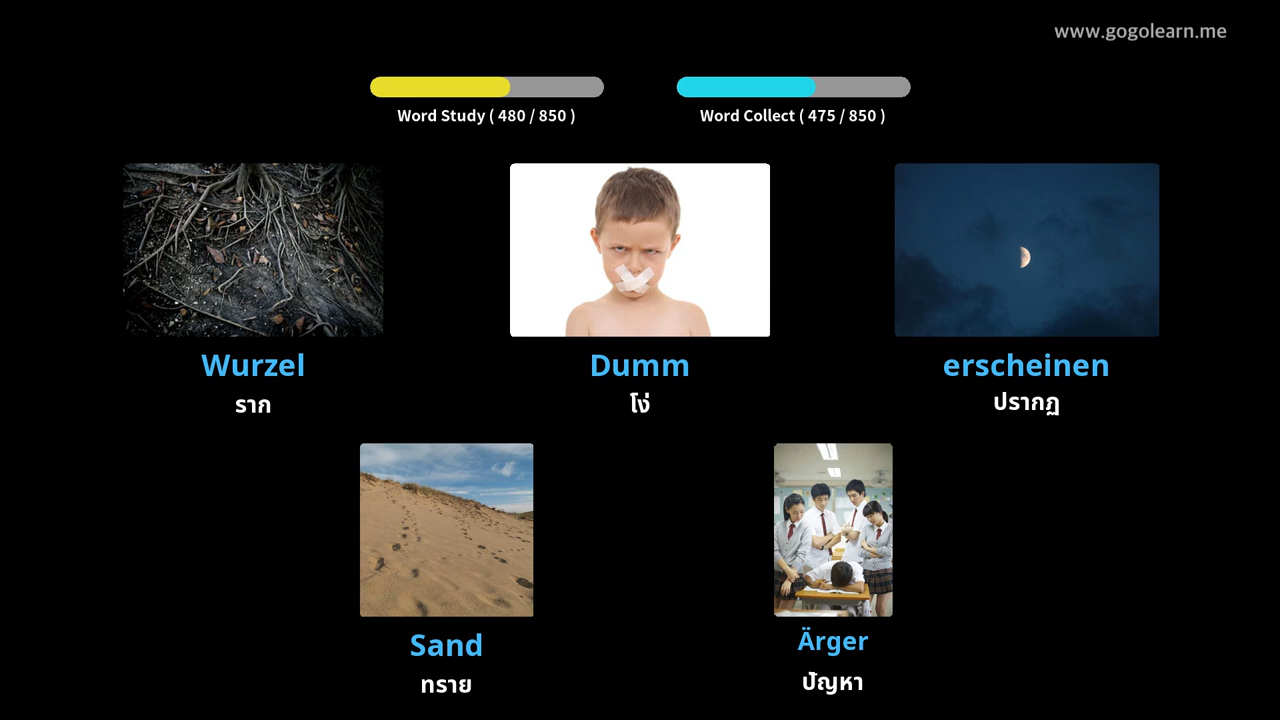 www.gogolearn.me
Word Study ( 480 / 850 )
Word Collect ( 475 / 850 )
Wurzel
ราก
Dumm
โง่
erscheinen
ปรากฏ
Sand
ทราย
Ärger
ปัญหา